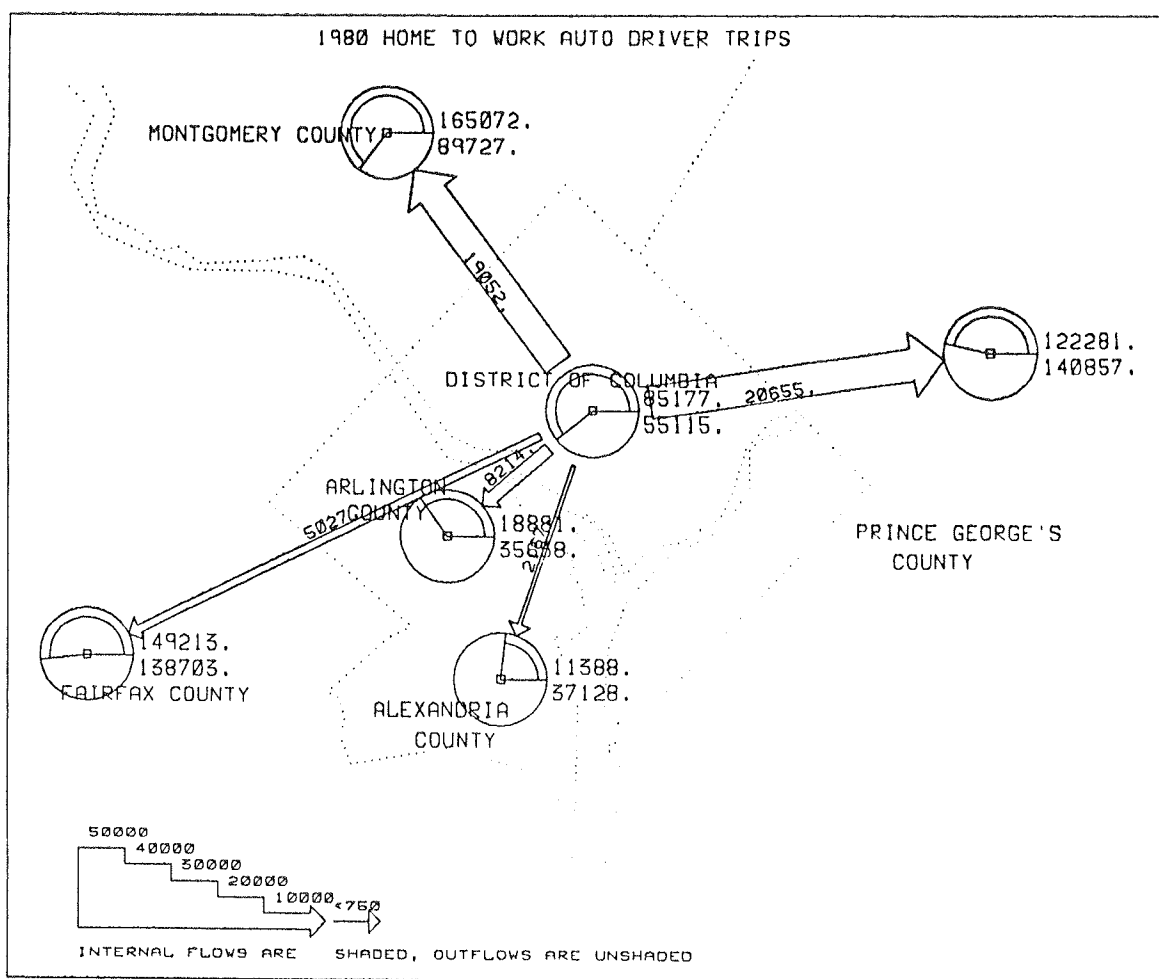 1980 HOME TO WORK AUTO DRIVER TRIPS
MONTGOMERY COUNTY
165072.
89727.
19052.
122281.
140857.
DISTRICT OF COLUMBIA
85177.
55115.
20655.
8214.
ARLINGTON
COUNTY
5027
18881.
PRINCE GEORGE'S
COUNTY
149213.
138703.
FAIRFAX COUNTY
11388.
37128.
ALEXANDRIA
COUNTY
50000
40000
30000
20000
10000
<750
INTERNAL FLOWS ARE SHADED, OUTFLOWS ARE UNSHADED